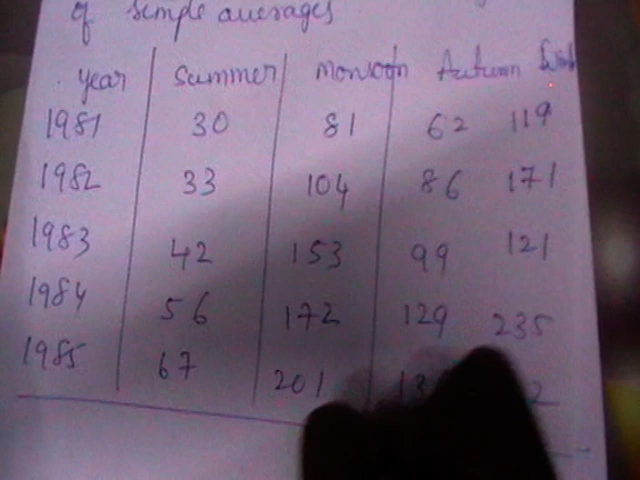 of simple averages
year Summer Monsoon Autumn
1981 30 81 62 119
1982 33 104 86 171
1983 42 153 99 121
1984 56 172 129 235
1985 67 201